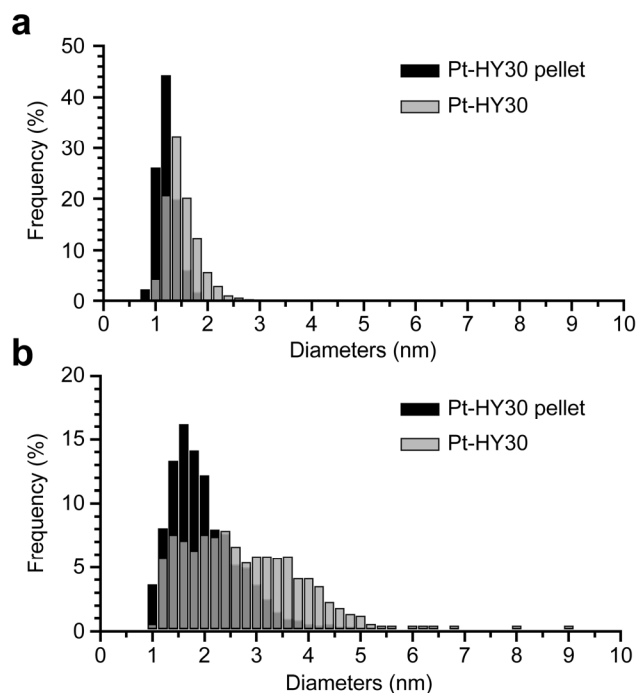 a
50
40
30
20
10
0
Frequency (%)
Pt-HY30 pellet
Pt-HY30
0 1 2 3 4 5 6 7 8 9 10
Diameters (nm)
b
20
15
10
5
0
Frequency (%)
Pt-HY30 pellet
Pt-HY30
0 1 2 3 4 5 6 7 8 9 10
Diameters (nm)